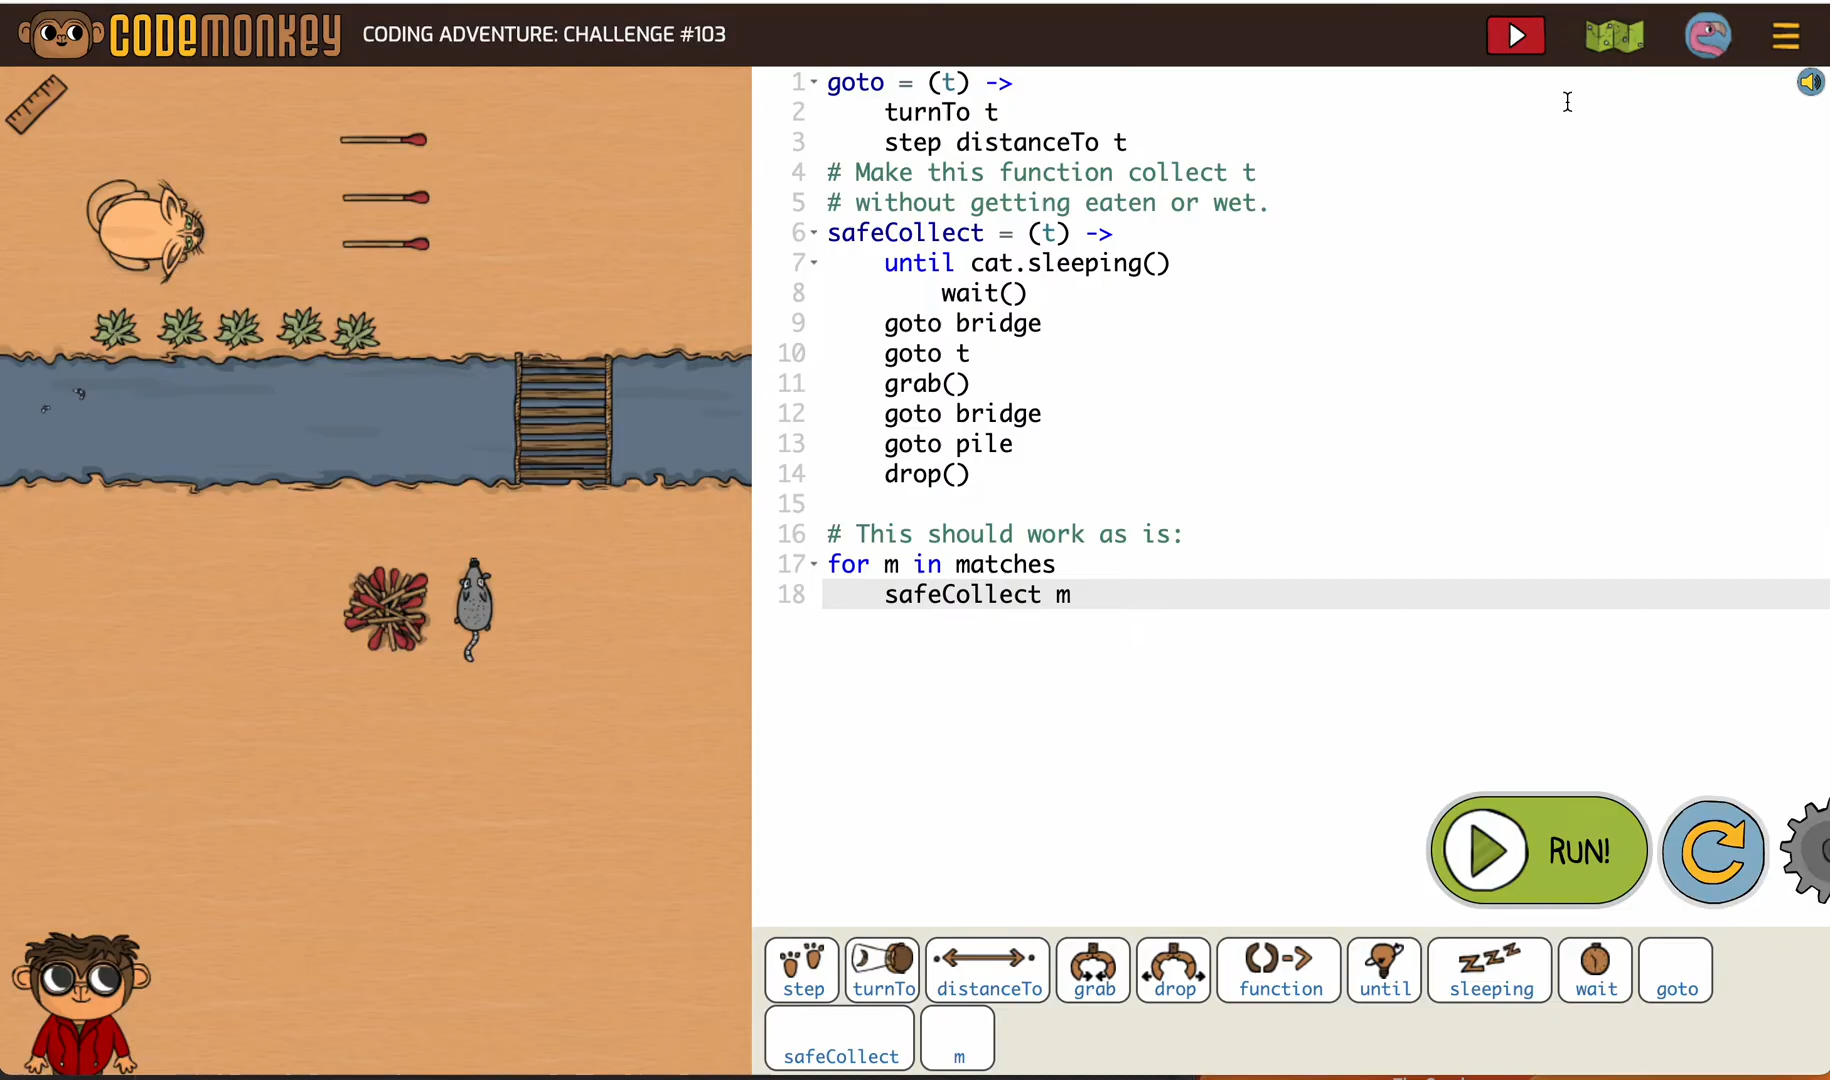 CODEMONKEY CODING ADVENTURE: CHALLENGE #103
1 goto = (t) ->
2 turnTo t
3 step distanceTo t
4 # Make this function collect t
5 # without getting eaten or wet.
6 safeCollect = (t) ->
7 until cat.sleeping()
8 wait()
9 goto bridge
10 goto t
11 grab()
12 goto bridge
13 goto pile
14 drop()
15
16 # This should work as is:
17 for m in matches
18 safeCollect m
RUN!
zzz
step turnTo distanceTo grab drop function until sleeping wait goto
safeCollect m